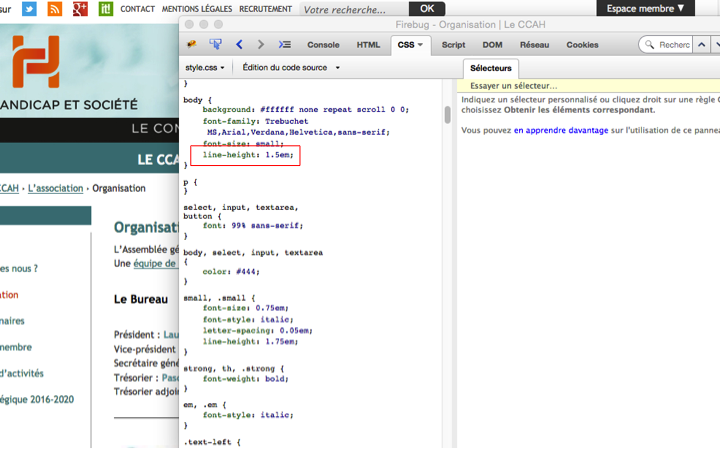 sur
CONTACT MENTIONS LÉGALES RECRUTEMENT Votre recherche... OK Espace membre ▼
ANDICAP ET SOCIÉTÉ
LE CON
LE CCA
CCAH › L'association › Organisation
es nous ?
ation
naires
membre
d'activités
égique 2016-2020
Organisati
L'Assemblée gé
Une équipe de
Le Bureau
Président : Lau
Vice-président
Secrétaire géné
Trésorier : Pasc
Trésorier adjoin
Firebug - Organisation | Le CCAH
Console HTML CSS Script DOM Réseau Cookies Recherc
style.css Édition du code source
}
body {
background: #ffffff none repeat scroll 0 0;
font-family: Trebuchet
MS,Arial,Verdana,Helvetica,sans-serif;
font-size: small;
line-height: 1.5em;
}
p {
}
select, input, textarea,
button {
font: 99% sans-serif;
}
body, select, input, textarea
{
color: #444;
}
small, .small {
font-size: 0.75em;
font-style: italic;
letter-spacing: 0.05em;
line-height: 1.75em;
}
strong, th, .strong {
font-weight: bold;
}
em, .em {
font-style: italic;
}
.text-left {
Sélecteurs
Essayer un sélecteur...
Indiquez un sélecteur personnalisé ou cliquez droit sur une règle C
choisissez Obtenir les éléments correspondant.
Vous pouvez en apprendre davantage sur l'utilisation de ce pannea